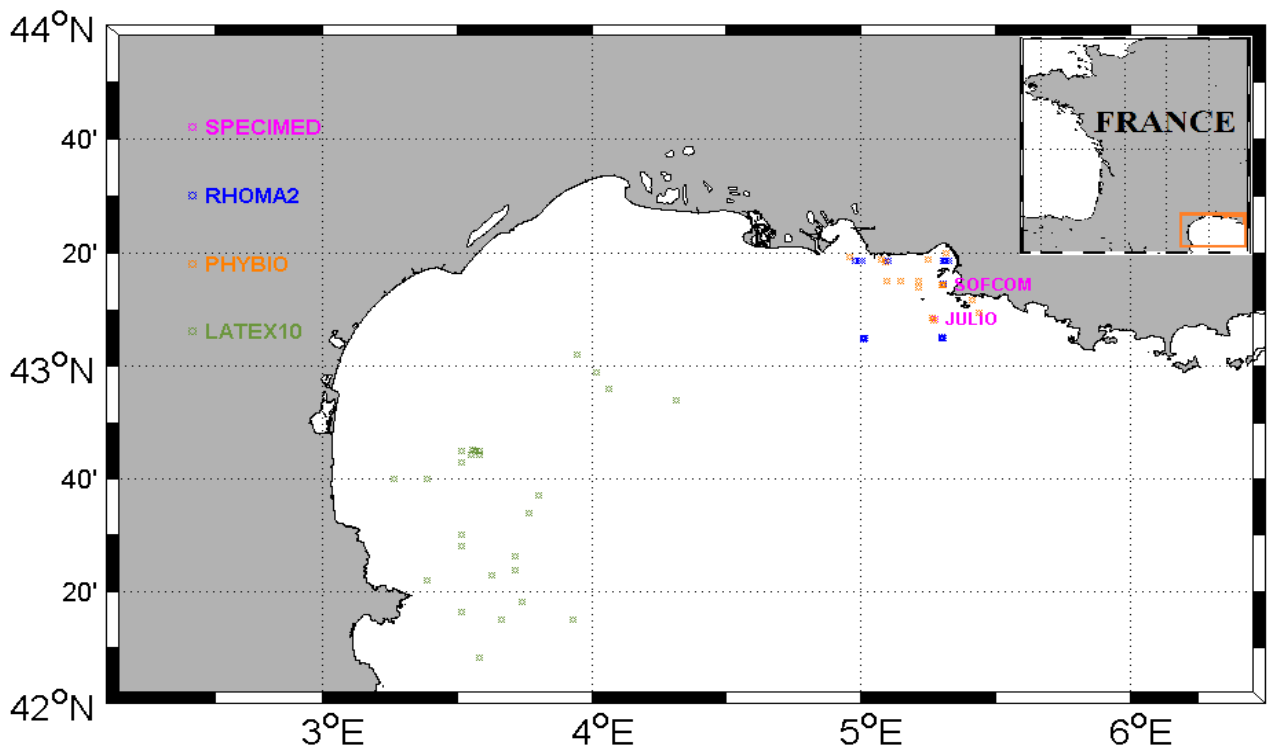 44°N
FRANCE
SPECIMED
40'
RHOMA2
20'
PHYBIO
SOFCOM
LATEX10
JULIO
43°N
40'
20'
42°N
3°E
4°E
5°E
6°E